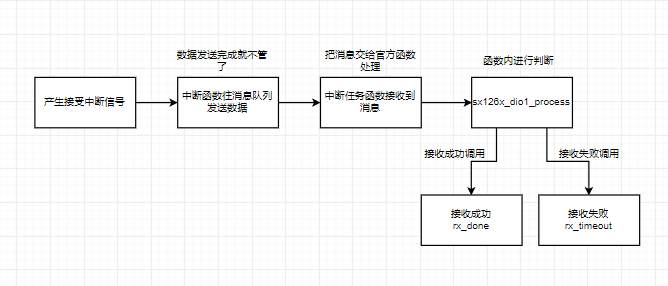 数据发送完成就不管
了
把消息交给官方函数
处理
函数内进行判断
产生接受中断信号
中断函数往消息队列
发送数据
中断任务函数接收到
消息
sx126x_dio1_process
接收成功调用
接收失败调用
接收成功
rx_done
接收失败
rx_timeout